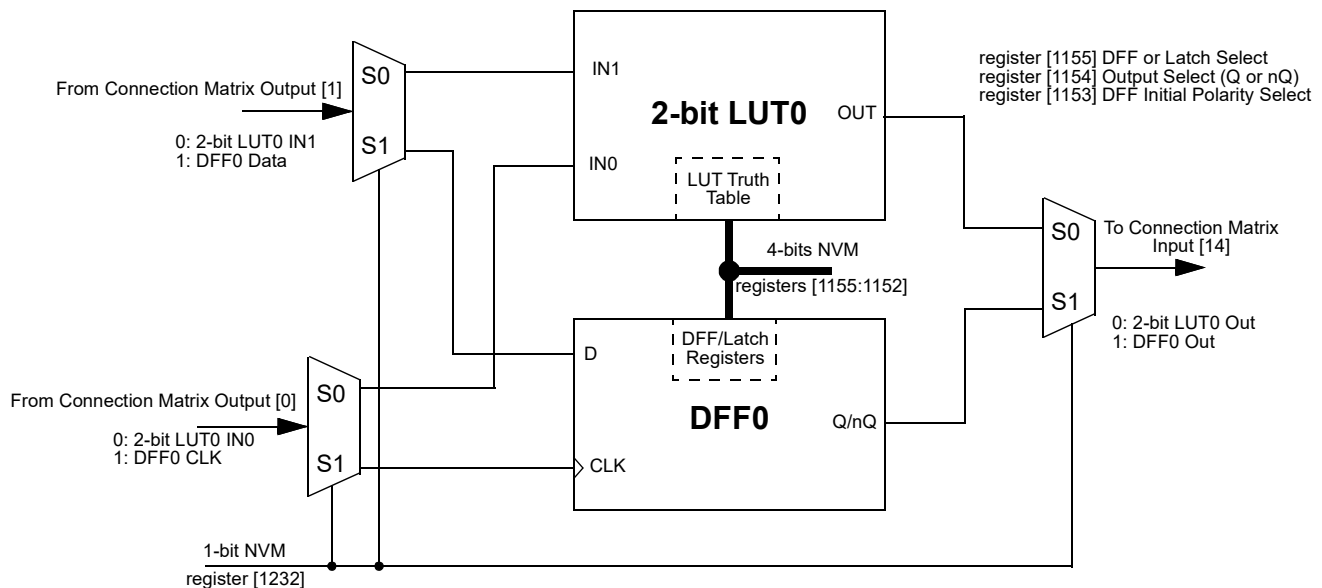 From Connection Matrix Output [1]
0: 2-bit LUT0 IN1
1: DFF0 Data
S0
S1
IN1
IN0
2-bit LUT0
OUT
LUT Truth
Table
register [1155] DFF or Latch Select
register [1154] Output Select (Q or nQ)
register [1153] DFF Initial Polarity Select
4-bits NVM
registers [1155:1152]
S0
S1
To Connection Matrix
Input [14]
0: 2-bit LUT0 Out
1: DFF0 Out
From Connection Matrix Output [0]
0: 2-bit LUT0 IN0
1: DFF0 CLK
S0
S1
D
CLK
DFF/Latch
Registers
DFF0
Q/nQ
1-bit NVM
register [1232]